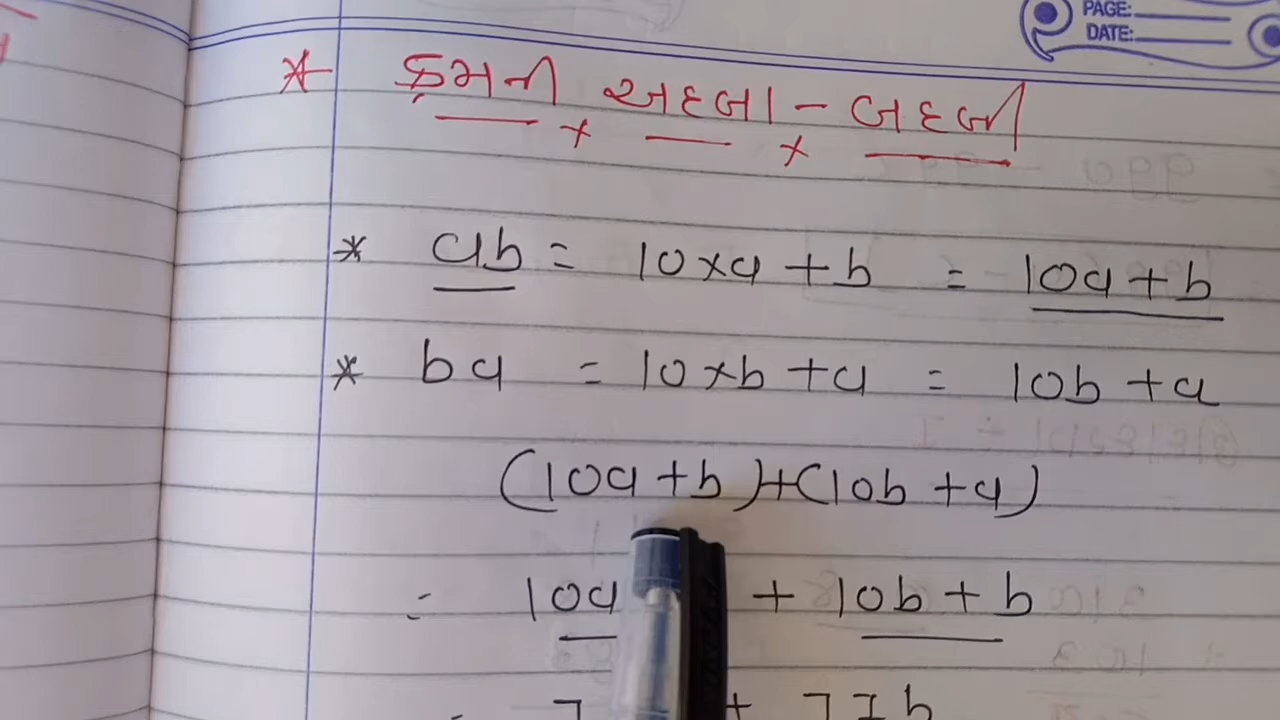 PAGE:
DATE:
* ક્રમની અદલા - બદલી
* ab = 10×a + b = 10a + b
* ba = 10×b + a = 10b + a
(10a + b) + (10b + a)
= 10a + 10b + b